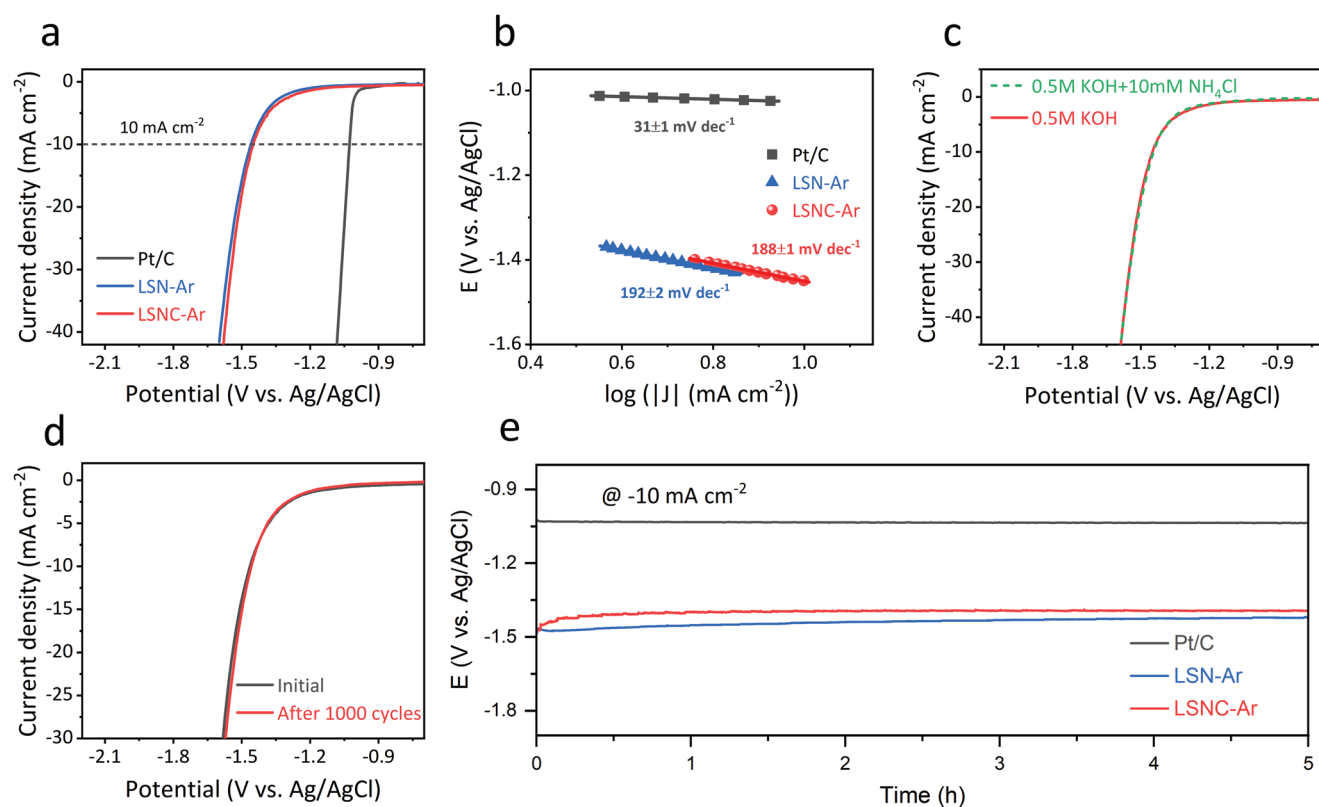 a
Current density (mA cm⁻²)
0
-10
-20
-30
-40
10 mA cm⁻²
Pt/C
LSN-Ar
LSNC-Ar
-2.1 -1.8 -1.5 -1.2 -0.9
Potential (V vs. Ag/AgCl)
b
E (V vs. Ag/AgCl)
-1.0
-1.2
-1.4
-1.6
31±1 mV dec⁻¹
Pt/C
LSN-Ar
LSNC-Ar
188±1 mV dec⁻¹
192±2 mV dec⁻¹
0.4 0.6 0.8 1.0
log (|J| (mA cm⁻²))
c
Current density (mA cm⁻²)
0.5M KOH+10mM NH₄Cl
0.5M KOH
0
-10
-20
-30
-40
-2.1 -1.8 -1.5 -1.2 -0.9
Potential (V vs. Ag/AgCl)
d
Current density (mA cm⁻²)
0
-5
-10
-15
-20
-25
-30
Initial
After 1000 cycles
-2.1 -1.8 -1.5 -1.2 -0.9
Potential (V vs. Ag/AgCl)
e
E (V vs. Ag/AgCl)
-0.9
-1.2
-1.5
-1.8
@ -10 mA cm⁻²
Pt/C
LSN-Ar
LSNC-Ar
0 1 2 3 4 5
Time (h)